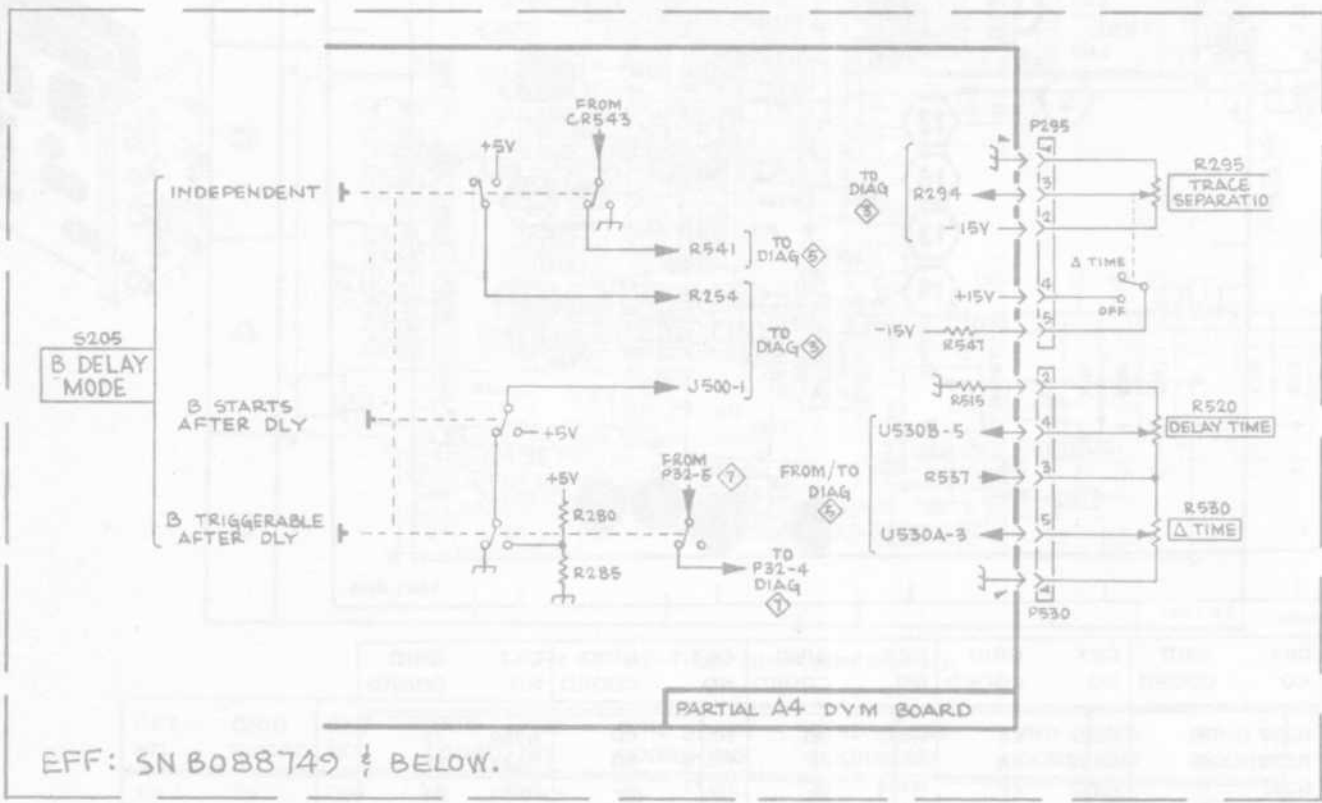 FROM
CR543
+5V
INDEPENDENT
R541
TO
DIAG 5
R254
TO
DIAG 3
J500-1
S205
B DELAY
MODE
B STARTS
AFTER DLY
+5V
B TRIGGERABLE
AFTER DLY
+5V
R280
R285
FROM
P32-5 7
TO
P32-4
DIAG
7
FROM/TO
DIAG
5
TO
DIAG
3
R294
-15V
+15V
-15V
R547
R515
U530B-5
R537
U530A-3
P295
3
2
4
5
2
4
3
5
P530
R295
TRACE
SEPARATIO
Δ TIME
OFF
R520
DELAY TIME
R530
Δ TIME
PARTIAL A4 DVM BOARD
EFF: SN B088749 & BELOW.